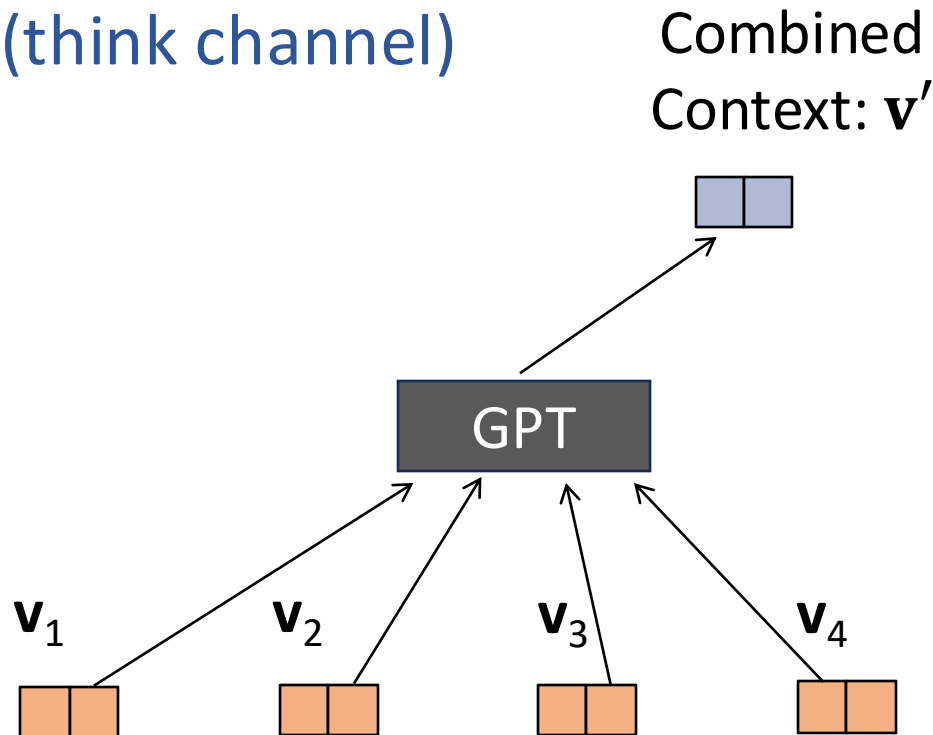 (think channel)
Combined
Context: v′
GPT
v₁
v₂
v₃
v₄